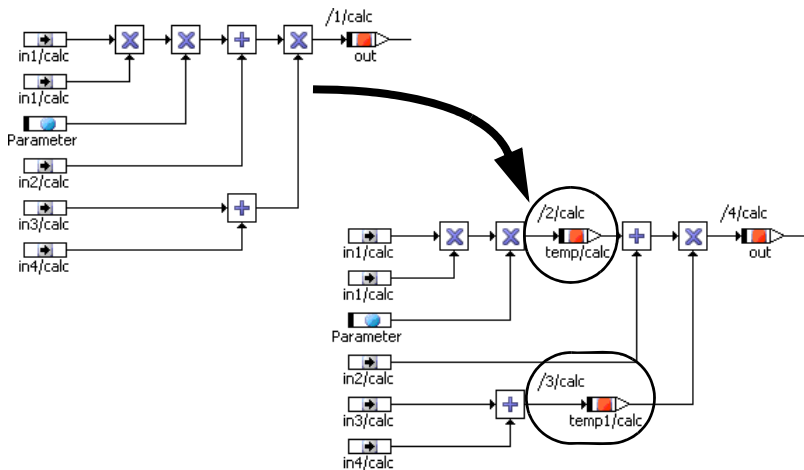 /1/calc
in1/calc
out
in1/calc
Parameter
in2/calc
in3/calc
in4/calc
/2/calc
/4/calc
in1/calc
temp/calc
out
in1/calc
Parameter
in2/calc
/3/calc
in3/calc
temp1/calc
in4/calc